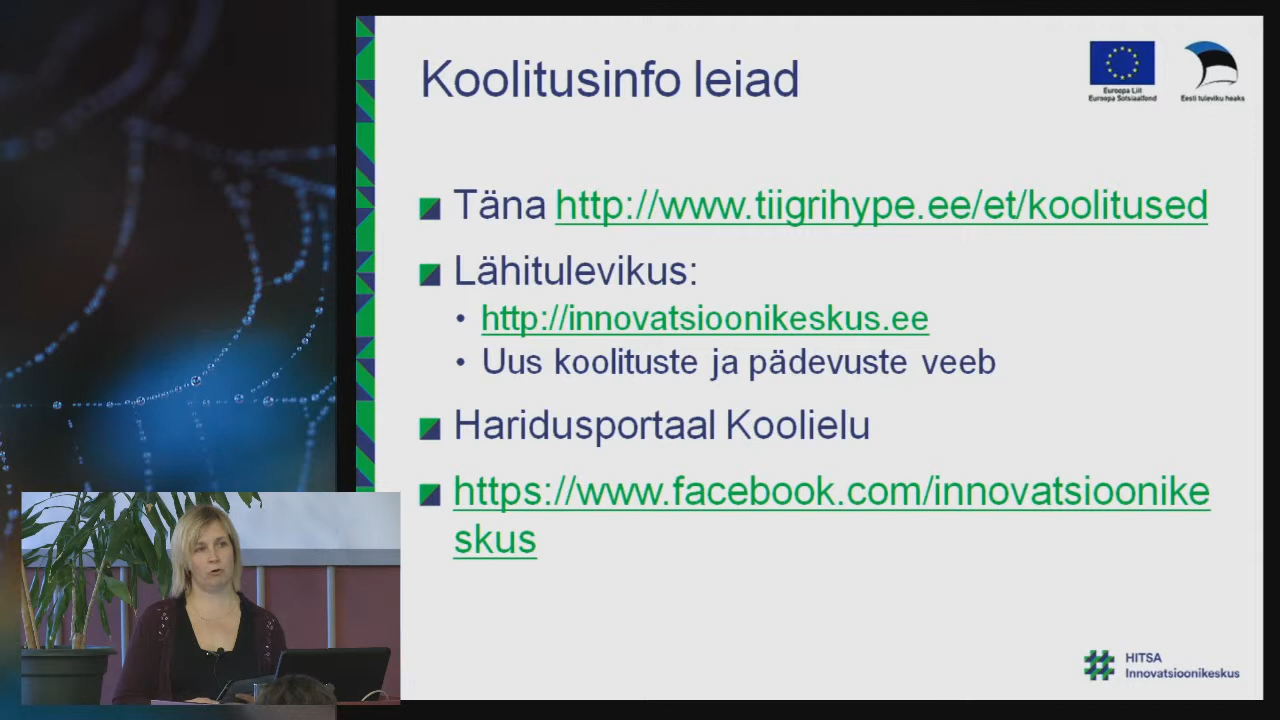 Koolitusinfo leiad
Euroopa Liit
Euroopa Sotsiaalfond
Eesti tuleviku heaks
Täna http://www.tiigrihype.ee/et/koolitused
Lähitulevikus:
http://innovatsioonikeskus.ee
Uus koolituste ja pädevuste veeb
Haridusportaal Koolielu
https://www.facebook.com/innovatsioonike
skus
HITSA
Innovatsioonikeskus